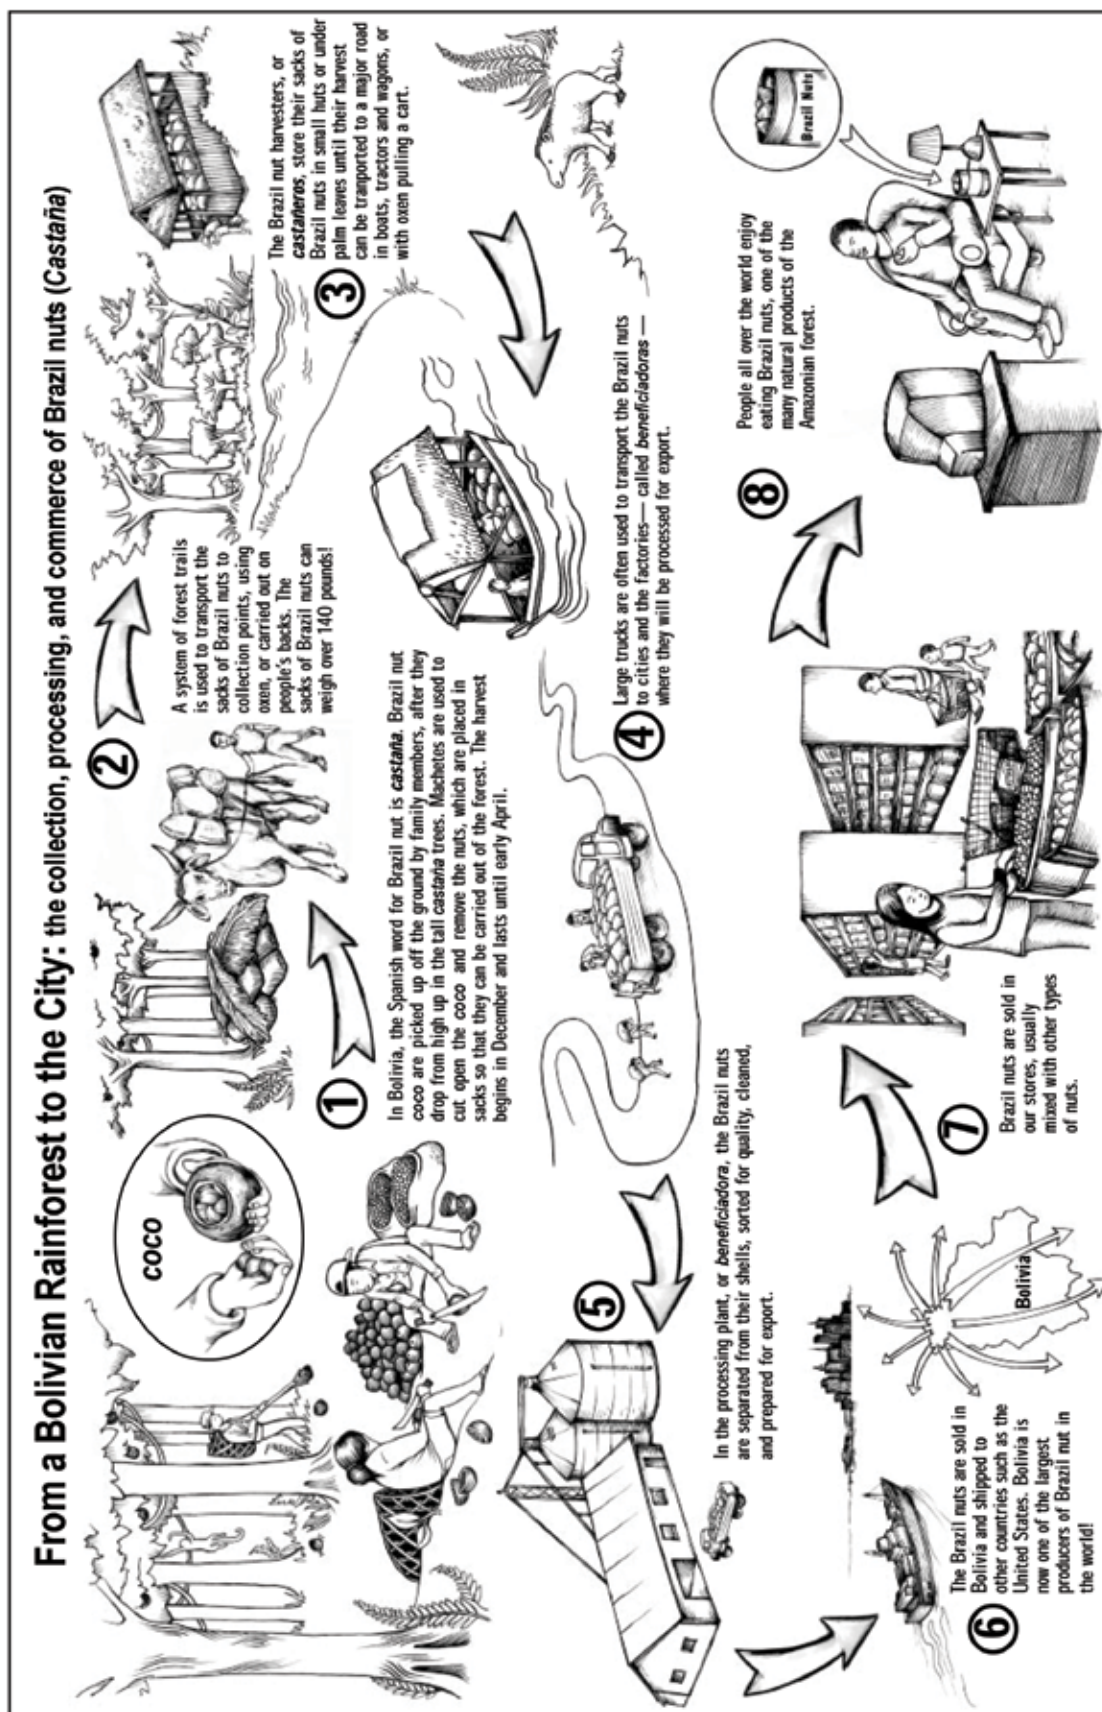 From a Bolivian Rainforest to the City: the collection, processing, and commerce of Brazil nuts (Castaña)
coco
1
In Bolivia, the Spanish word for Brazil nut is castaña. Brazil nut
coco are picked up off the ground by family members, after they
drop from high up in the tall castaña trees. Machetes are used to
cut open the coco and remove the nuts, which are placed in
sacks so that they can be carried out of the forest. The harvest
begins in December and lasts until early April.
2
A system of forest trails
is used to transport the
sacks of Brazil nuts to
collection points, using
oxen, or carried out on
people's backs. The
sacks of Brazil nuts can
weigh over 140 pounds!
3
The Brazil nut harvesters, or
castañeros, store their sacks of
Brazil nuts in small huts or under
palm leaves until their harvest
can be tranported to a major road
in boats, tractors and wagons, or
with oxen pulling a cart.
4
Large trucks are often used to transport the Brazil nuts
to cities and the factories— called beneficiadoras —
where they will be processed for export.
5
In the processing plant, or beneficiadora, the Brazil nuts
are separated from their shells, sorted for quality, cleaned,
and prepared for export.
6
The Brazil nuts are sold in
Bolivia and shipped to
other countries such as the
United States. Bolivia is
now one of the largest
producers of Brazil nut in
the world!
Bolivia
7
Brazil nuts are sold in
our stores, usually
mixed with other types
of nuts.
8
People all over the world enjoy
eating Brazil nuts, one of the
many natural products of the
Amazonian forest.
Brazil Nuts